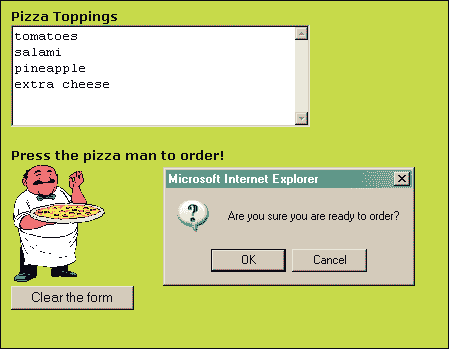 Pizza Toppings
tomatoes
salami
pineapple
extra cheese
Press the pizza man to order!
Microsoft Internet Explorer
?
Are you sure you are ready to order?
OK
Cancel
Clear the form